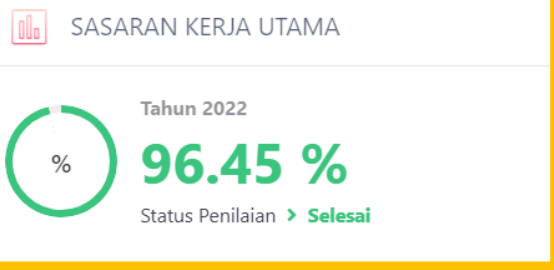 SASARAN KERJA UTAMA
Tahun 2022
%
96.45 %
Status Penilaian > Selesai